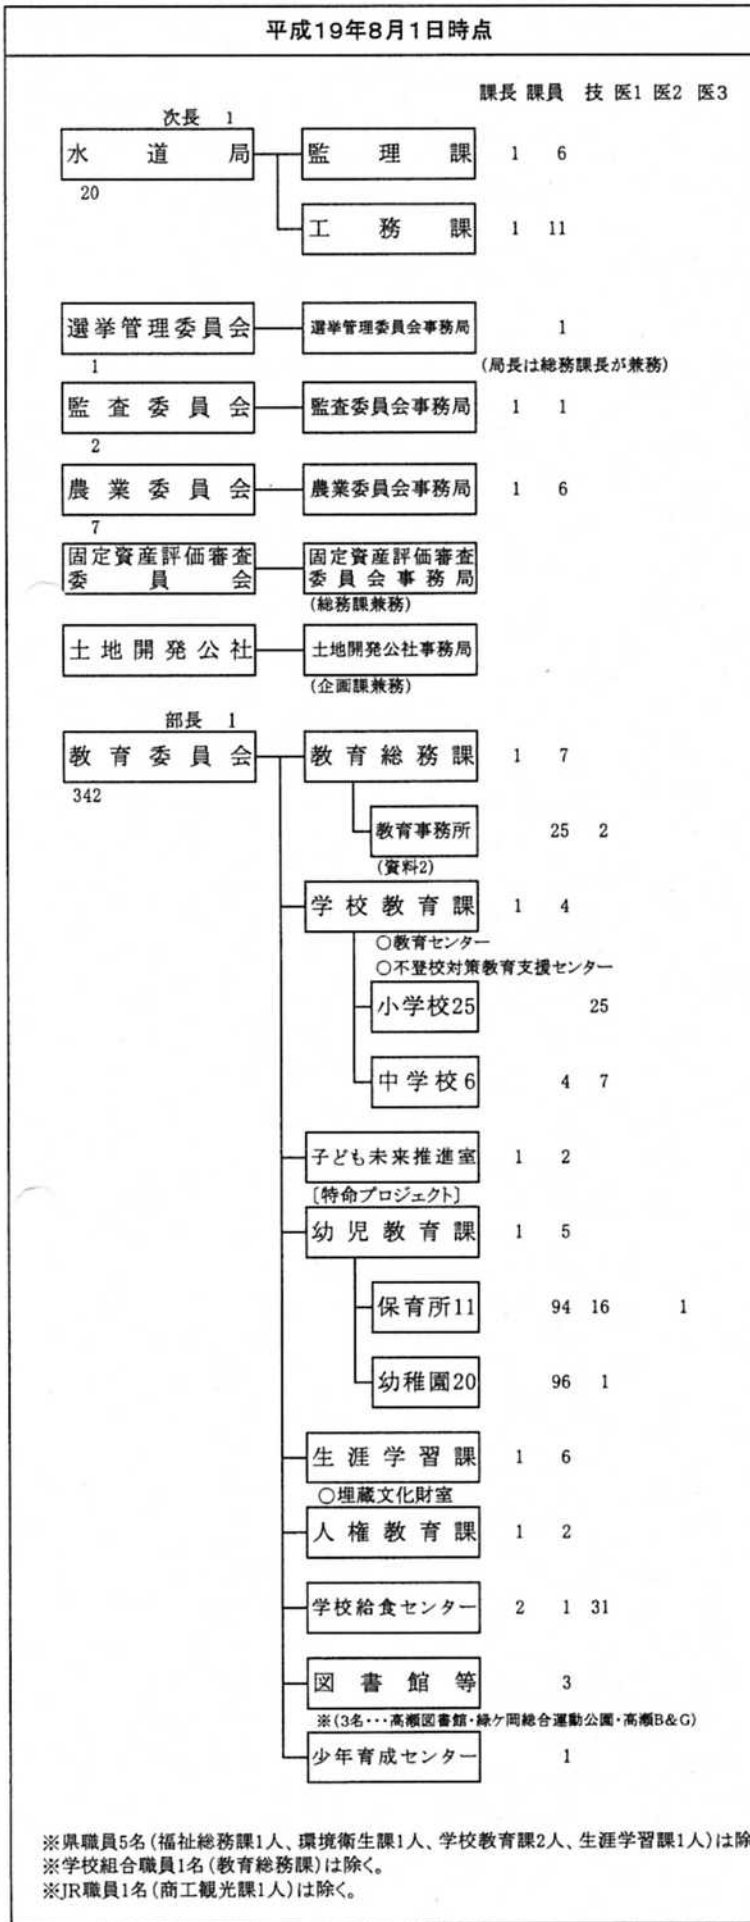 平成19年8月1日時点
課長 課員 技 医1 医2 医3
次長 1
水道局 監理課 1 6
20
工務課 1 11
選挙管理委員会 選挙管理委員会事務局 1
1 (局長は総務課長が兼務)
監査委員会 監査委員会事務局 1 1
2
農業委員会 農業委員会事務局 1 6
7
固定資産評価審査 固定資産評価審査
委員会 委員会事務局
(総務課兼務)
土地開発公社 土地開発公社事務局
(企画課兼務)
部長 1
教育委員会 教育総務課 1 7
342
教育事務所 25 2
(資料2)
学校教育課 1 4
○教育センター
○不登校対策教育支援センター
小学校25 25
中学校6 4 7
子ども未来推進室 1 2
[特命プロジェクト]
幼児教育課 1 5
保育所11 94 16 1
幼稚園20 96 1
生涯学習課 1 6
○埋蔵文化財室
人権教育課 1 2
学校給食センター 2 1 31
図書館等 3
※(3名・・・高瀬図書館・緑ケ岡総合運動公園・高瀬B&G)
少年育成センター 1
※県職員5名(福祉総務課1人、環境衛生課1人、学校教育課2人、生涯学習課1人)は除
※学校組合職員1名(教育総務課)は除く。
※JR職員1名(商工観光課1人)は除く。